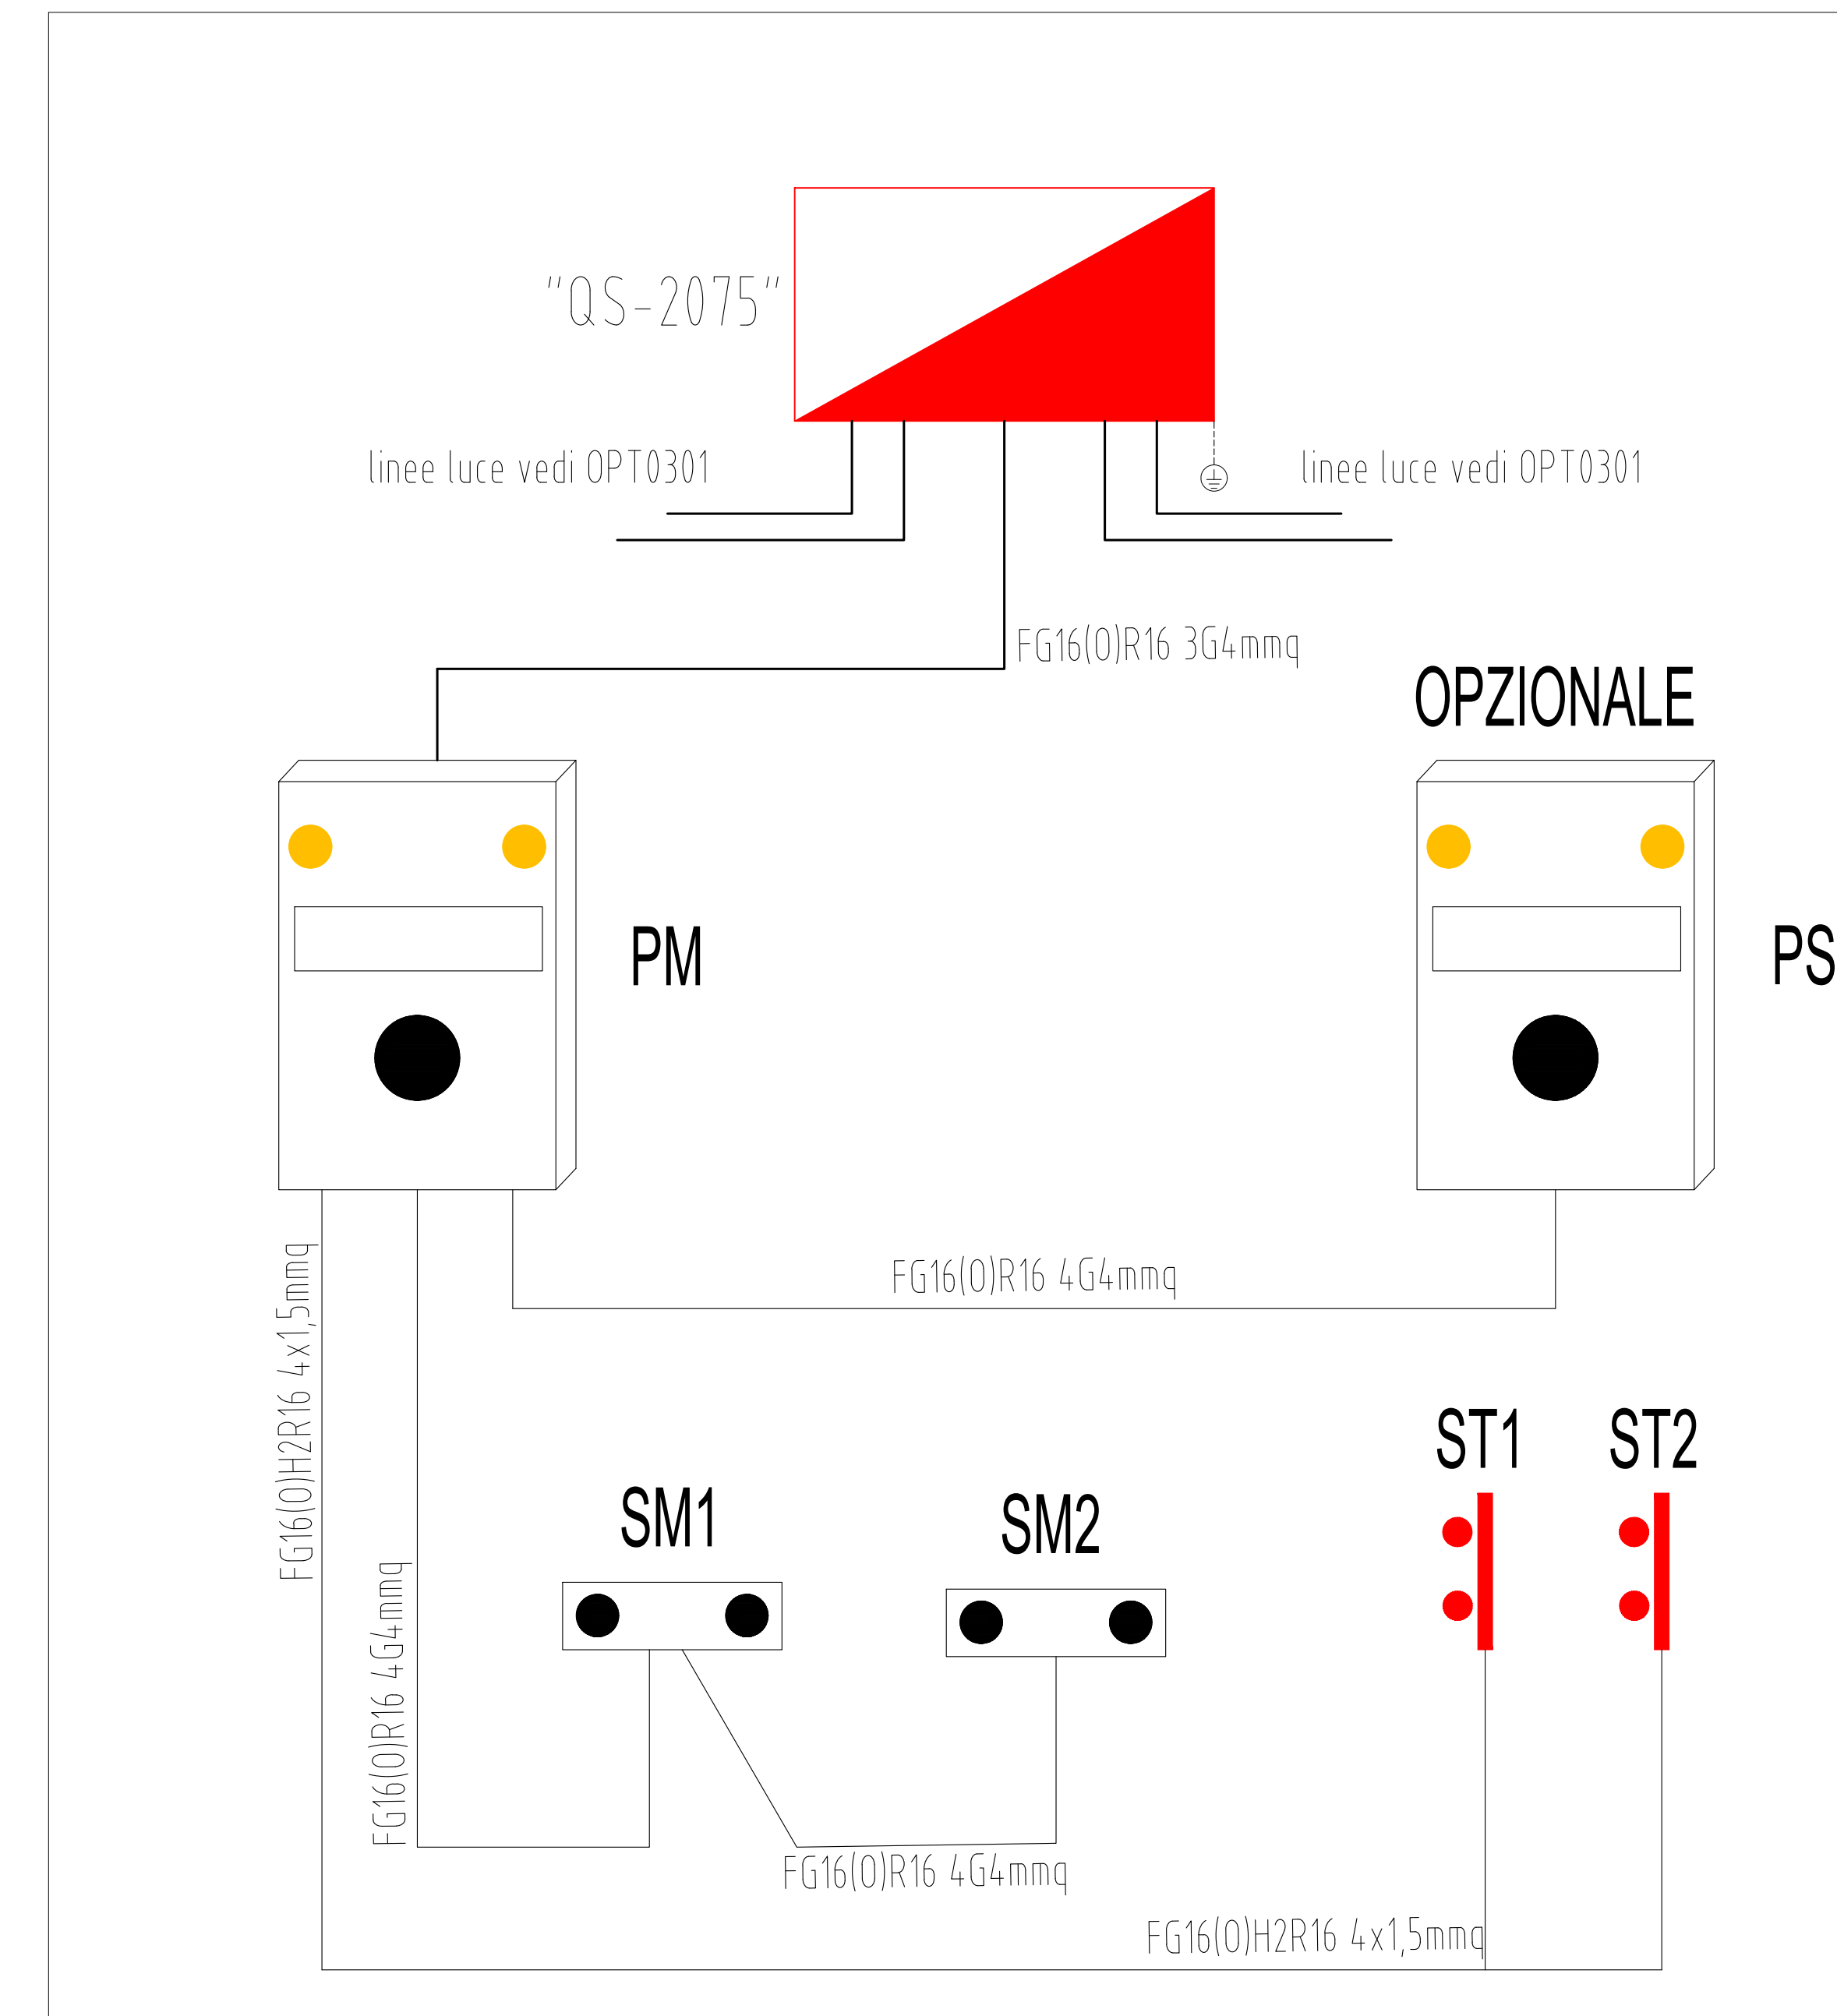 "QS-2075"
linee luce vedi OPT0301
linee luce vedi OPT0301
FG16(O)R16 3G4mmq
OPZIONALE
PM
PS
FG16(O)R16 4G4mmq
FG16(O)H2R16 4x1,5mmq
ST1
ST2
SM1
SM2
FG16(O)R16 4G4mmq
FG16(O)R16 4G4mmq
FG16(O)H2R16 4x1,5mmq